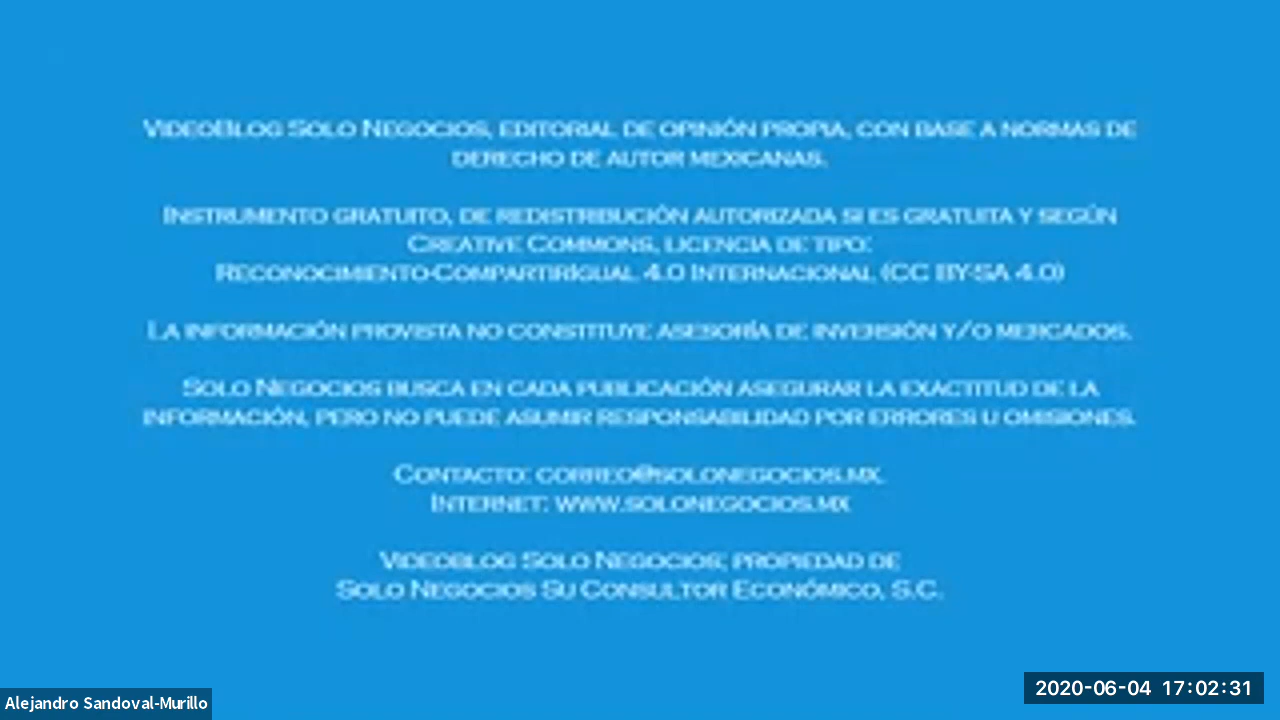 VideoBlog Solo Negocios, editorial de opinión propia, con base a normas de
derecho de autor mexicanas.
Instrumento gratuito, de redistribución autorizada si es gratuita y según
Creative Commons, licencia de tipo:
Reconocimiento-CompartirIgual 4.0 Internacional (CC BY-SA 4.0)
La información provista no constituye asesoría de inversión y/o mercados.
Solo Negocios busca en cada publicación asegurar la exactitud de la
información, pero no puede asumir responsabilidad por errores u omisiones.
Contacto: correo@solonegocios.mx.
Internet: www.solonegocios.mx
Videoblog Solo Negocios; propiedad de
Solo Negocios Su Consultor Económico, S.C.
Alejandro Sandoval-Murillo
2020-06-04 17:02:31